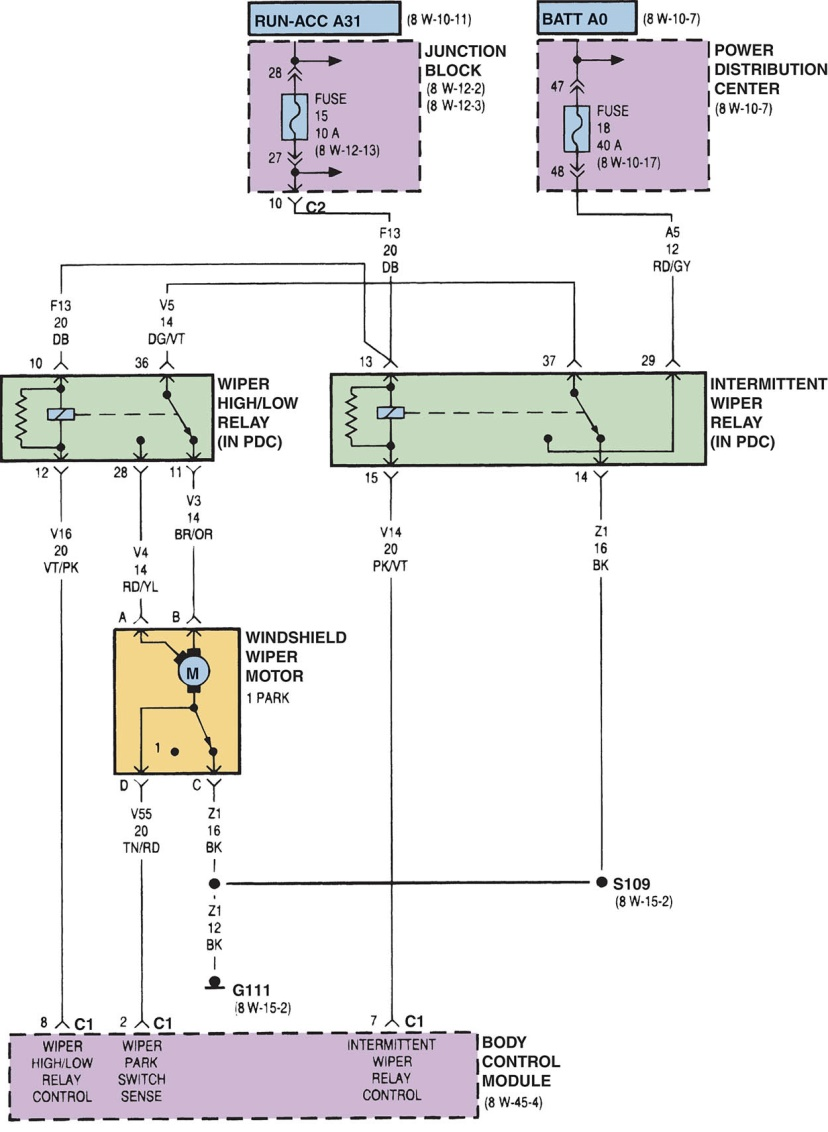 RUN-ACC A31
(8 W-10-11)
BATT A0
(8 W-10-7)
JUNCTION
BLOCK
(8 W-12-2)
(8 W-12-3)
28
FUSE
15
10 A
(8 W-12-13)
27
10
C2
POWER
DISTRIBUTION
CENTER
(8 W-10-7)
47
FUSE
18
40 A
(8 W-10-17)
48
F13
20
DB
A5
12
RD/GY
F13
20
DB
V5
14
DG/VT
10
36
13
37
29
WIPER
HIGH/LOW
RELAY
(IN PDC)
INTERMITTENT
WIPER
RELAY
(IN PDC)
12
28
11
15
14
V3
14
BR/OR
V16
20
VT/PK
V4
14
RD/YL
V14
20
PK/VT
Z1
16
BK
A
B
WINDSHIELD
WIPER
MOTOR
1 PARK
M
1
D
C
V55
20
TN/RD
Z1
16
BK
S109
(8 W-15-2)
Z1
12
BK
G111
(8 W-15-2)
8
C1
2
C1
7
C1
WIPER
HIGH/LOW
RELAY
CONTROL
WIPER
PARK
SWITCH
SENSE
INTERMITTENT
WIPER
RELAY
CONTROL
BODY
CONTROL
MODULE
(8 W-45-4)